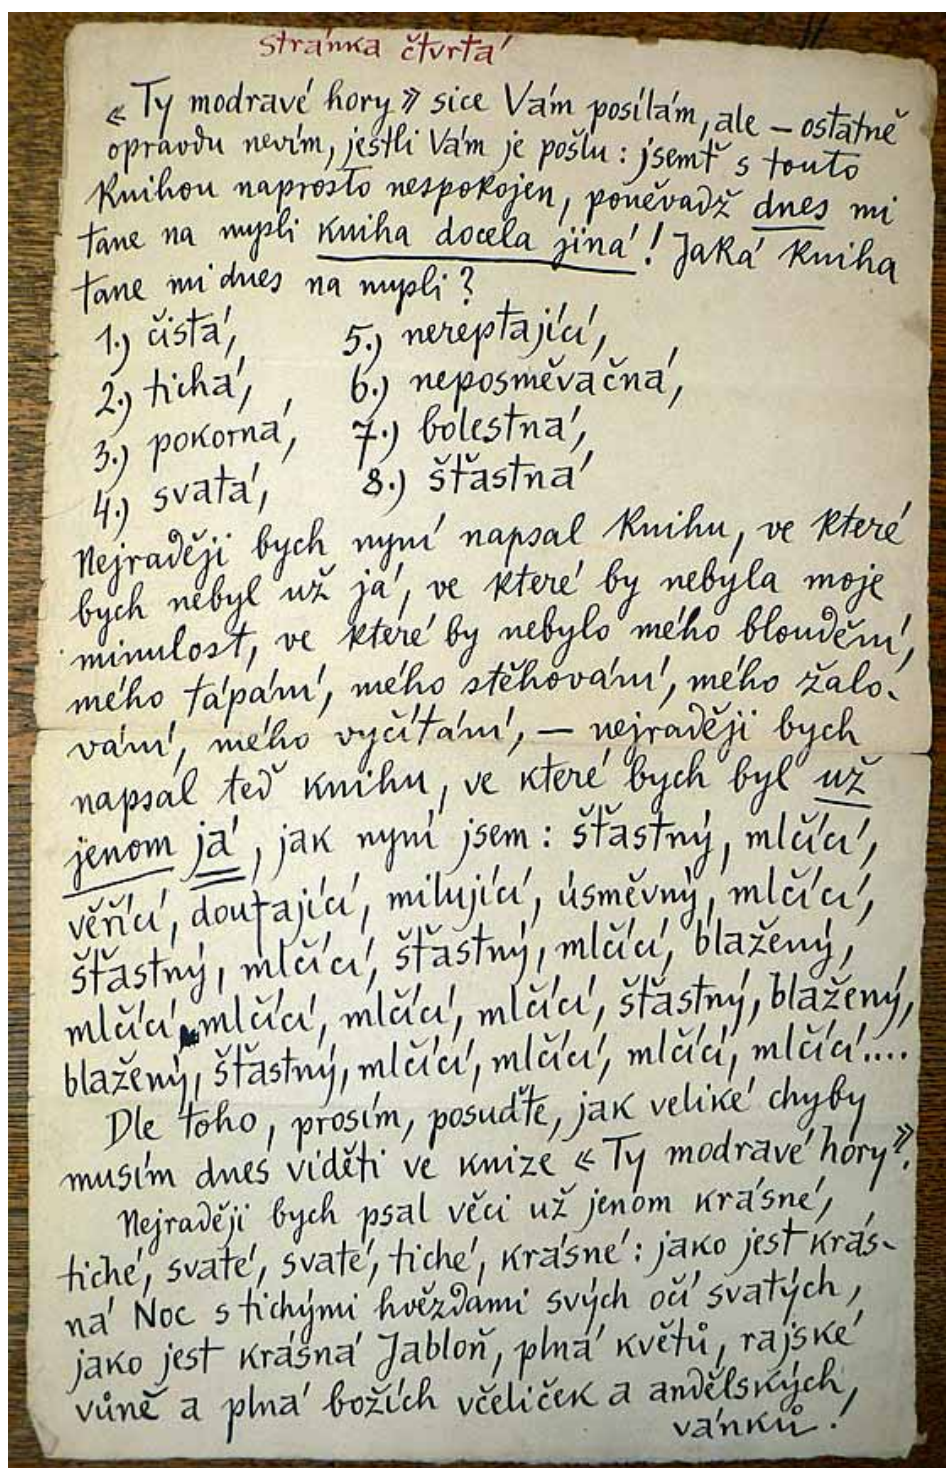 stránka čtvrtá
« Ty modravé hory » sice Vám posílám, ale – ostatně
opravdu nevím, jestli Vám je pošlu : jsemť s touto
knihou naprosto nespokojen, poněvadž dnes mi
tane na mysli kniha docela jiná ! Jaká kniha
tane mi dnes na mysli ?
1.) čistá, 5.) nereptající,
2.) tichá, 6.) neposměvačná,
3.) pokorná, 7.) bolestná,
4.) svatá, 8.) šťastná
Nejraději bych nyní napsal knihu, ve které
bych nebyl už já, ve které by nebyla moje
minulost, ve které by nebylo mého bloudění,
mého tápání, mého stěhování, mého žalo-
vání, mého vyčítání, – nejraději bych
napsal teď knihu, ve které bych byl už
jenom já, jak nyní jsem : šťastný, mlčící,
věřící, doufající, milující, úsměvný, mlčící,
šťastný, mlčící, šťastný, mlčící, blažený,
mlčící, mlčící, mlčící, mlčící, šťastný, blažený,
blažený, šťastný, mlčící, mlčící, mlčící, mlčící....
Dle toho, prosím, posuďte, jak veliké chyby
musím dnes viděti ve knize « Ty modravé hory ».
Nejraději bych psal věci už jenom krásné,
tiché, svaté, svaté, tiché, krásné : jako jest krás-
ná Noc s tichými hvězdami svých očí svatých,
jako jest krásná Jabloň, plná květů, rajské
vůně a plná božích včeliček a andělských
vánků !